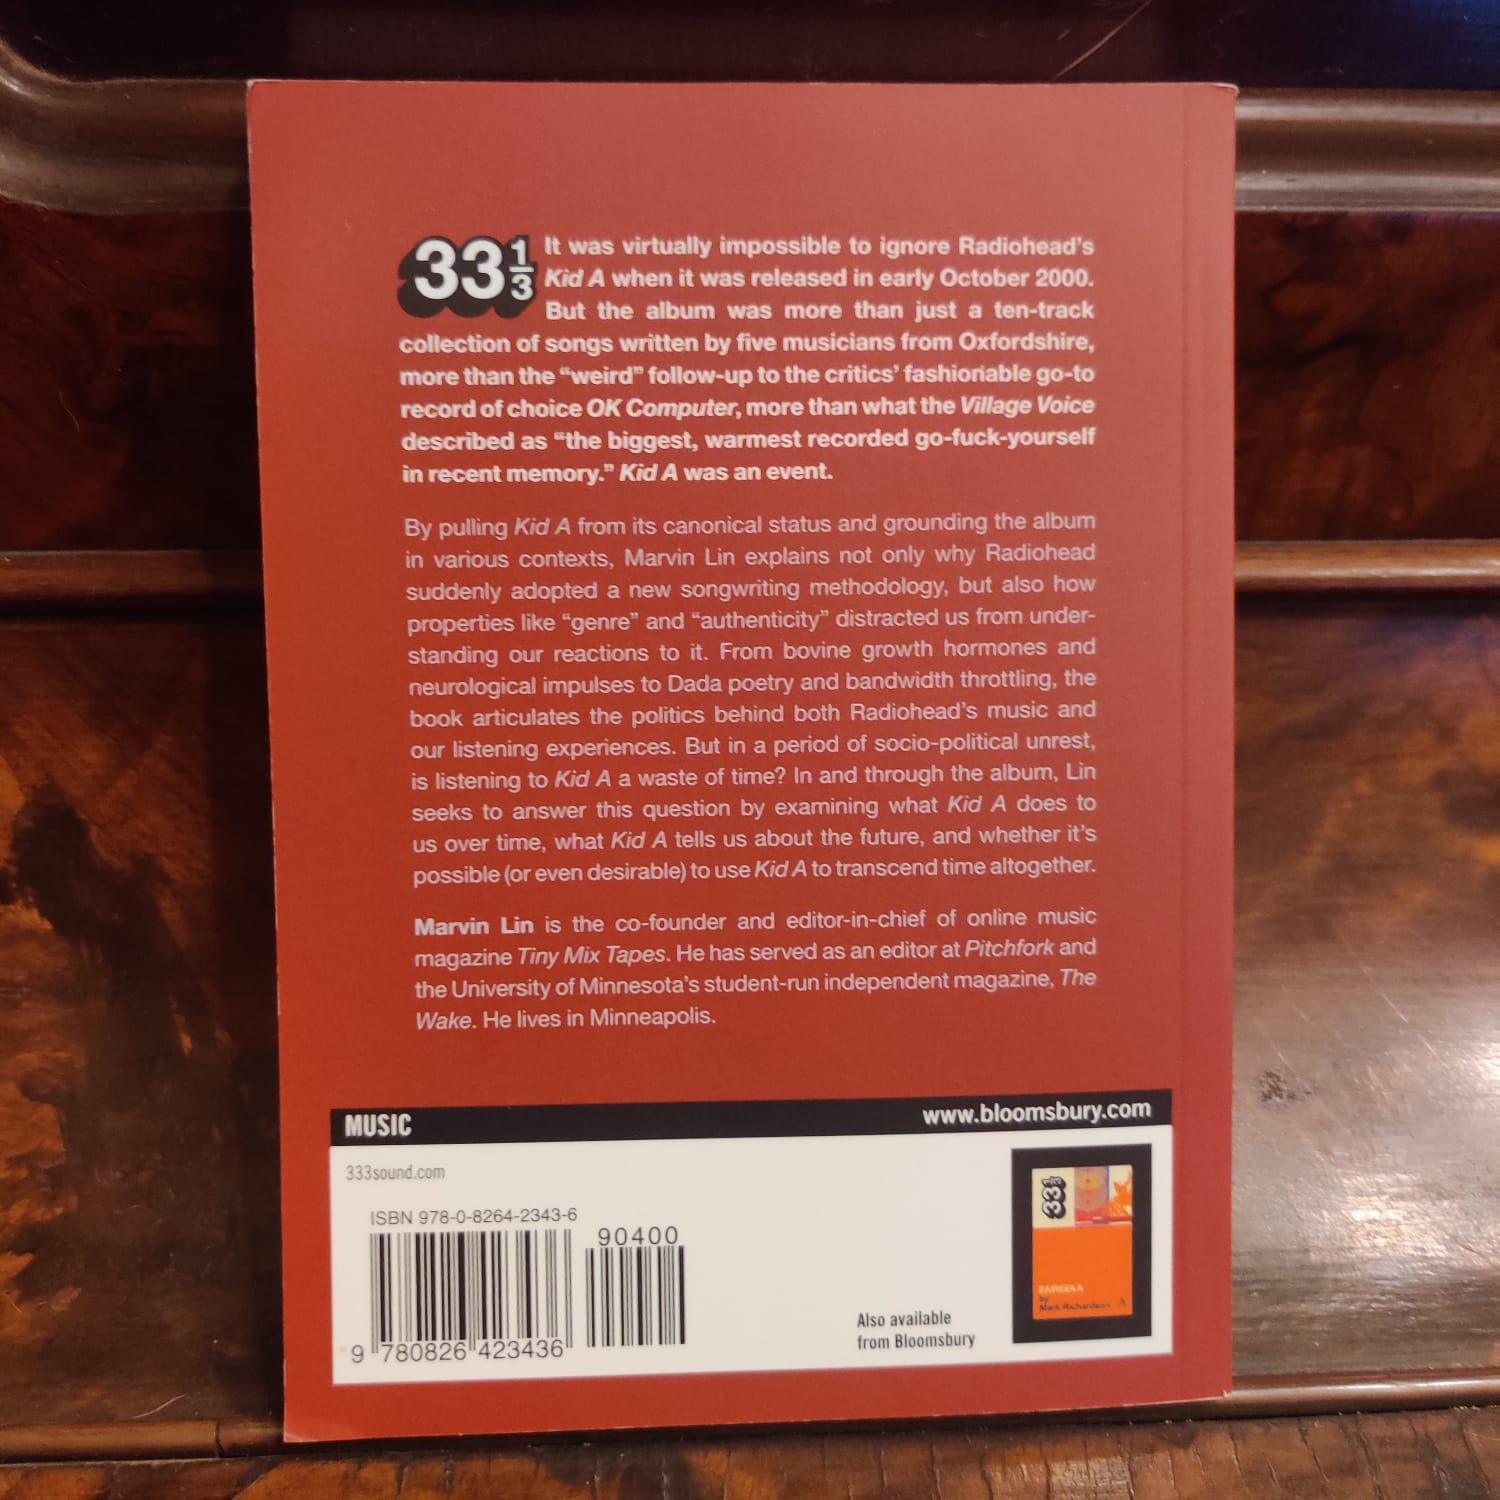 33 1/3
It was virtually impossible to ignore Radiohead's
Kid A when it was released in early October 2000.
But the album was more than just a ten-track
collection of songs written by five musicians from Oxfordshire,
more than the “weird” follow-up to the critics’ fashionable go-to
record of choice OK Computer, more than what the Village Voice
described as “the biggest, warmest recorded go-fuck-yourself
in recent memory.” Kid A was an event.
By pulling Kid A from its canonical status and grounding the album
in various contexts, Marvin Lin explains not only why Radiohead
suddenly adopted a new songwriting methodology, but also how
properties like “genre” and “authenticity” distracted us from under-
standing our reactions to it. From bovine growth hormones and
neurological impulses to Dada poetry and bandwidth throttling, the
book articulates the politics behind both Radiohead’s music and
our listening experiences. But in a period of socio-political unrest,
is listening to Kid A a waste of time? In and through the album, Lin
seeks to answer this question by examining what Kid A does to
us over time, what Kid A tells us about the future, and whether it’s
possible (or even desirable) to use Kid A to transcend time altogether.
Marvin Lin is the co-founder and editor-in-chief of online music
magazine Tiny Mix Tapes. He has served as an editor at Pitchfork and
the University of Minnesota’s student-run independent magazine, The
Wake. He lives in Minneapolis.
MUSIC www.bloomsbury.com
333sound.com
ISBN 978-0-8264-2343-6
90400
9 780826 423436
Also available
from Bloomsbury
33 1/3
ZAIREEKA
by
Mark Richardson